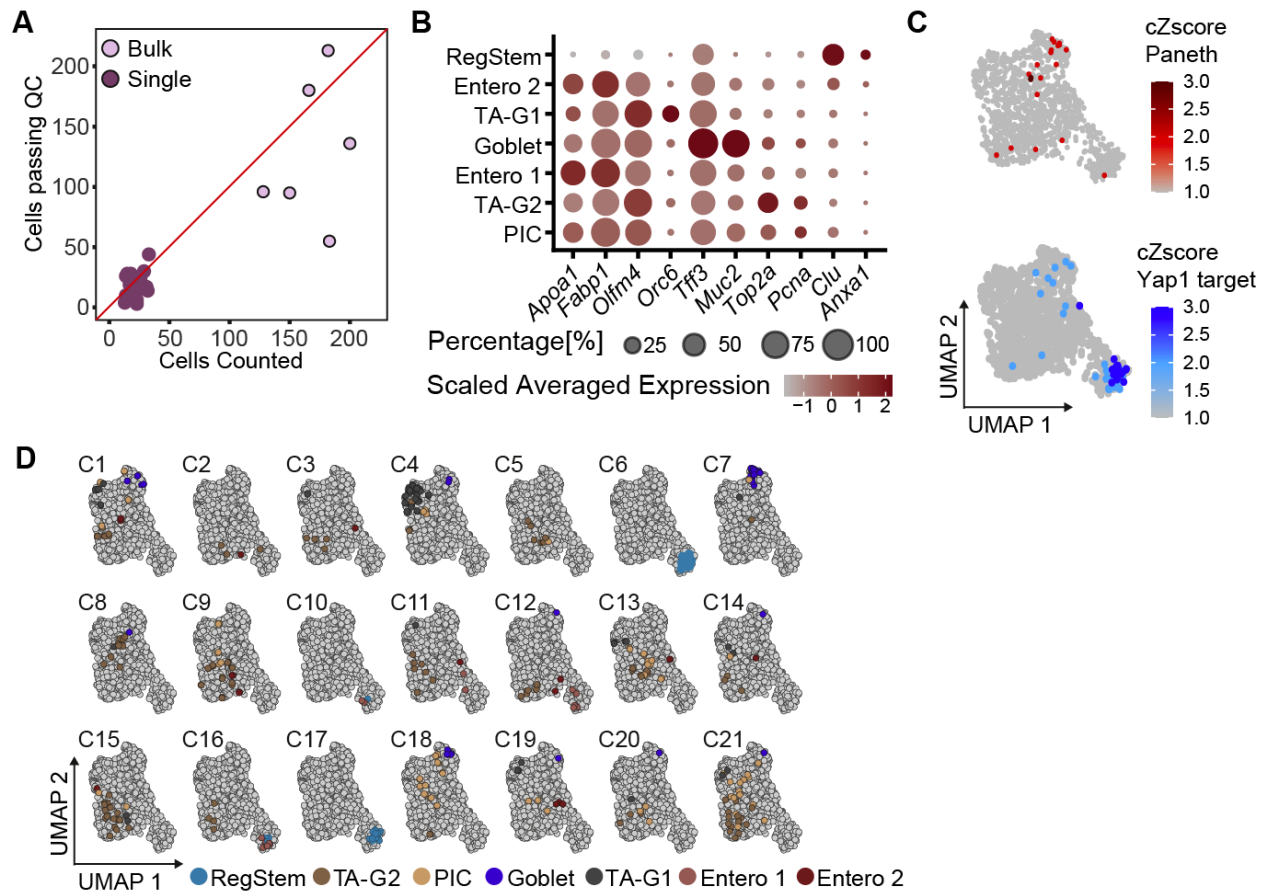 A
Bulk
Single
200
150
100
50
0
0 50 100 150 200
Cells passing QC
Cells Counted
B
RegStem
Entero 2
TA-G1
Goblet
Entero 1
TA-G2
PIC
Apoa1 Fabp1 Olfm4 Orc6 Tff3 Muc2 Top2a Pcna Clu Anxa1
Percentage[%] 25 50 75 100
Scaled Averaged Expression −1 0 1 2
C
cZscore
Paneth
3.0
2.5
2.0
1.5
1.0
cZscore
Yap1 target
3.0
2.5
2.0
1.5
1.0
UMAP 2
UMAP 1
D
C1 C2 C3 C4 C5 C6 C7
C8 C9 C10 C11 C12 C13 C14
C15 C16 C17 C18 C19 C20 C21
UMAP 2
UMAP 1
RegStem TA-G2 PIC Goblet TA-G1 Entero 1 Entero 2